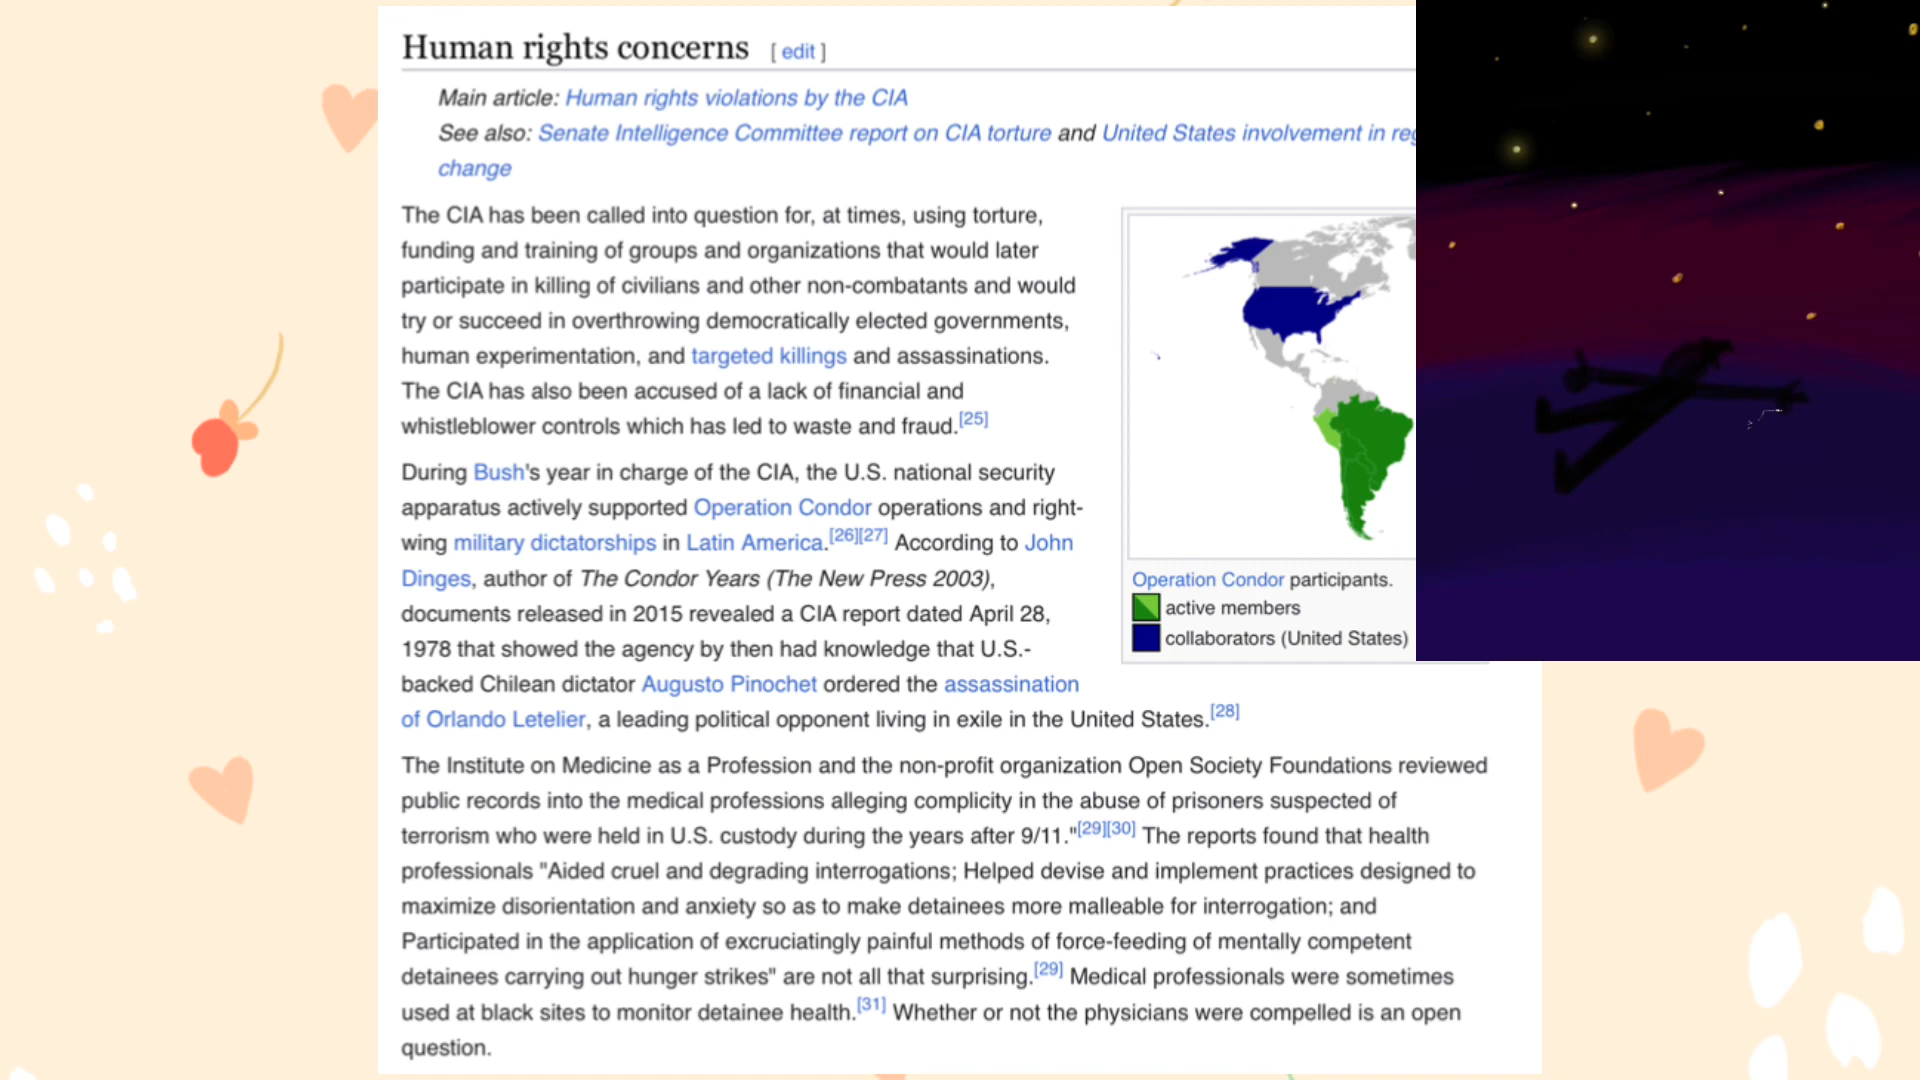 Human rights concerns [ edit ]
Main article: Human rights violations by the CIA
See also: Senate Intelligence Committee report on CIA torture and United States involvement in
change
The CIA has been called into question for, at times, using torture,
funding and training of groups and organizations that would later
participate in killing of civilians and other non-combatants and would
try or succeed in overthrowing democratically elected governments,
human experimentation, and targeted killings and assassinations.
The CIA has also been accused of a lack of financial and
whistleblower controls which has led to waste and fraud.[25]
During Bush's year in charge of the CIA, the U.S. national security
apparatus actively supported Operation Condor operations and right-
wing military dictatorships in Latin America.[26][27] According to John
Dinges, author of The Condor Years (The New Press 2003),
documents released in 2015 revealed a CIA report dated April 28,
1978 that showed the agency by then had knowledge that U.S.-
backed Chilean dictator Augusto Pinochet ordered the assassination
of Orlando Letelier, a leading political opponent living in exile in the United States.[28]
Operation Condor participants.
active members
collaborators (United States)
The Institute on Medicine as a Profession and the non-profit organization Open Society Foundations reviewed
public records into the medical professions alleging complicity in the abuse of prisoners suspected of
terrorism who were held in U.S. custody during the years after 9/11."[29][30] The reports found that health
professionals "Aided cruel and degrading interrogations; Helped devise and implement practices designed to
maximize disorientation and anxiety so as to make detainees more malleable for interrogation; and
Participated in the application of excruciatingly painful methods of force-feeding of mentally competent
detainees carrying out hunger strikes" are not all that surprising.[29] Medical professionals were sometimes
used at black sites to monitor detainee health.[31] Whether or not the physicians were compelled is an open
question.